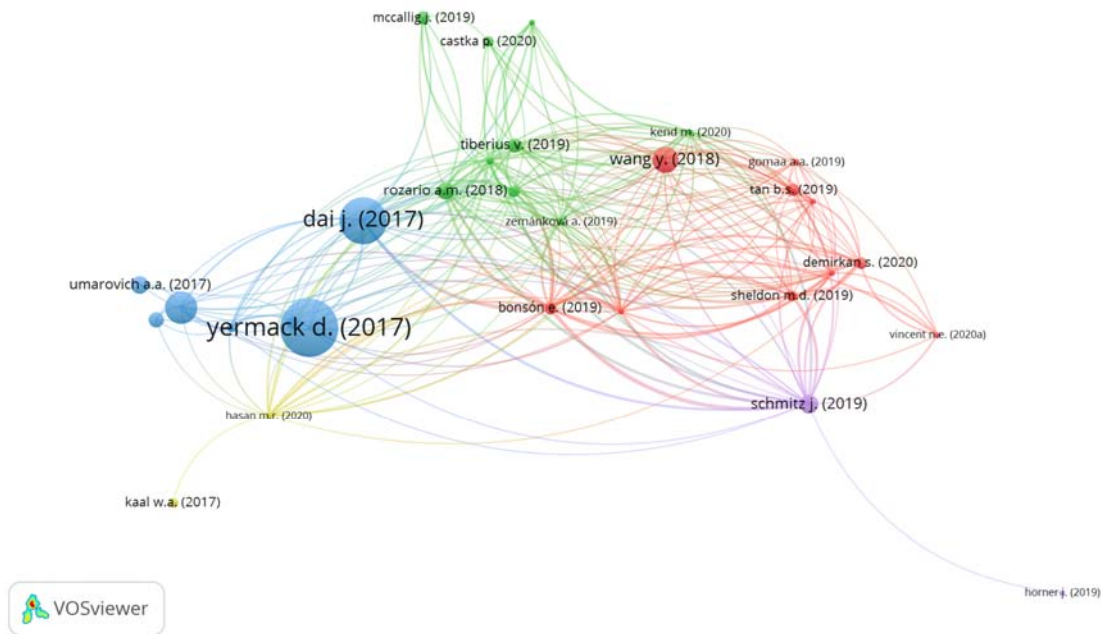 mccallig j. (2019)
castka p. (2020)
kend m. (2020)
tiberius v. (2019)
wang y. (2018)
gomaa a.a. (2019)
rozario a.m. (2018)
tan b.s. (2019)
dai j. (2017)
zemánková a. (2019)
demirkan s. (2020)
umarovich a.a. (2017)
sheldon m.d. (2019)
bonsón e. (2019)
yermack d. (2017)
vincent n.e. (2020a)
schmitz j. (2019)
hasan m.r. (2020)
kaal w.a. (2017)
horner j. (2019)
VOSviewer